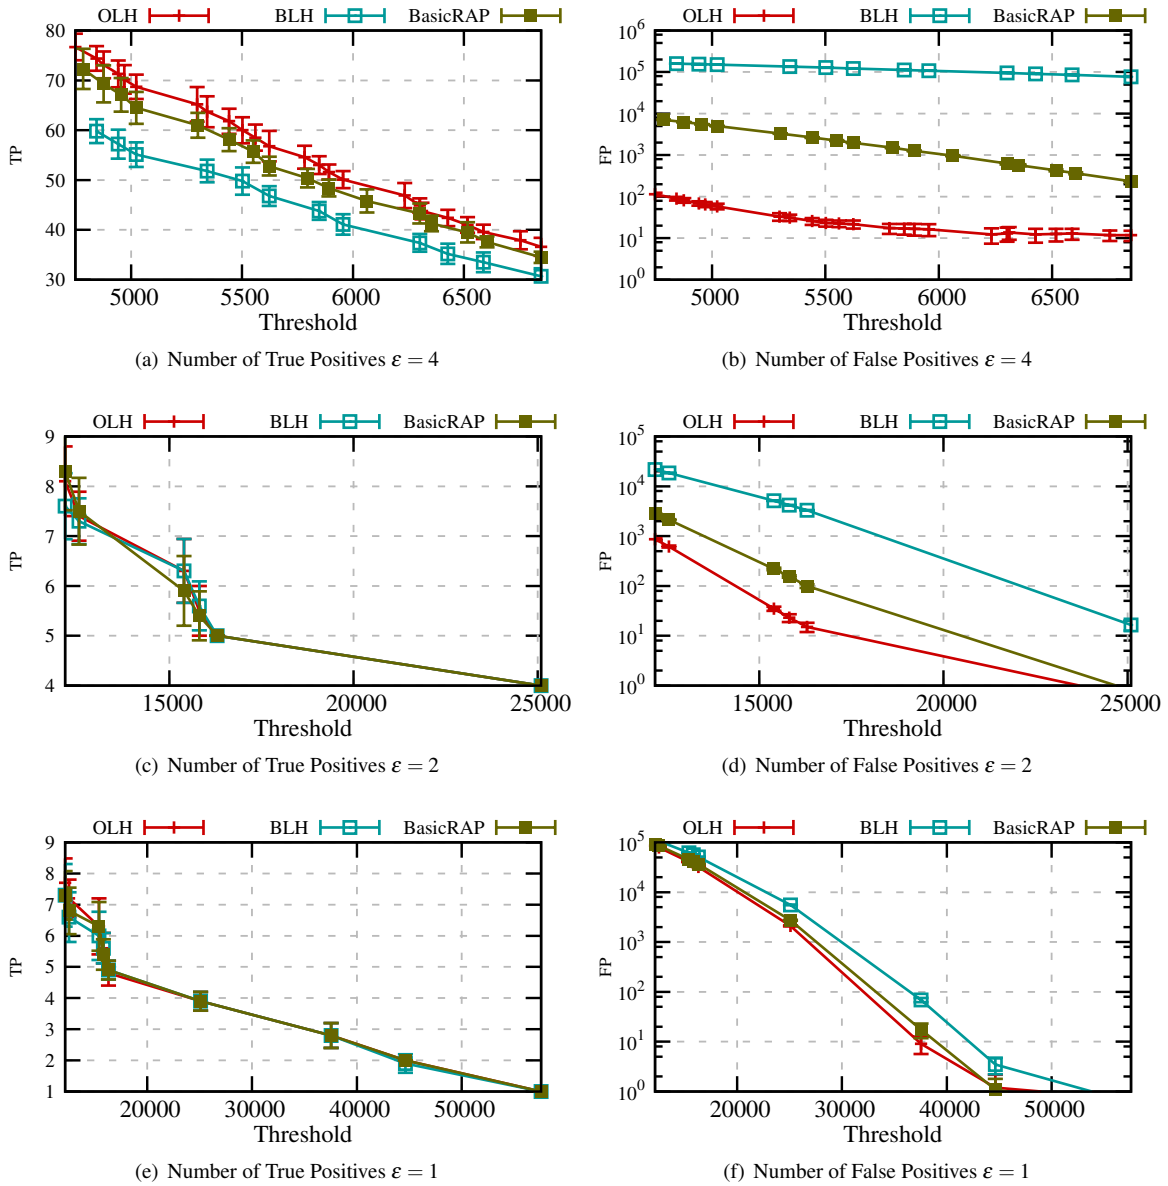 OLH BLH BasicRAP
80
70
60
50
40
30
TP
5000 5500 6000 6500
Threshold
(a) Number of True Positives ε = 4
OLH BLH BasicRAP
10^6
10^5
10^4
10^3
10^2
10^1
10^0
FP
5000 5500 6000 6500
Threshold
(b) Number of False Positives ε = 4
OLH BLH BasicRAP
9
8
7
6
5
4
TP
15000 20000 25000
Threshold
(c) Number of True Positives ε = 2
OLH BLH BasicRAP
10^5
10^4
10^3
10^2
10^1
10^0
FP
15000 20000 25000
Threshold
(d) Number of False Positives ε = 2
OLH BLH BasicRAP
9
8
7
6
5
4
3
2
1
TP
20000 30000 40000 50000
Threshold
(e) Number of True Positives ε = 1
OLH BLH BasicRAP
10^5
10^4
10^3
10^2
10^1
10^0
FP
20000 30000 40000 50000
Threshold
(f) Number of False Positives ε = 1